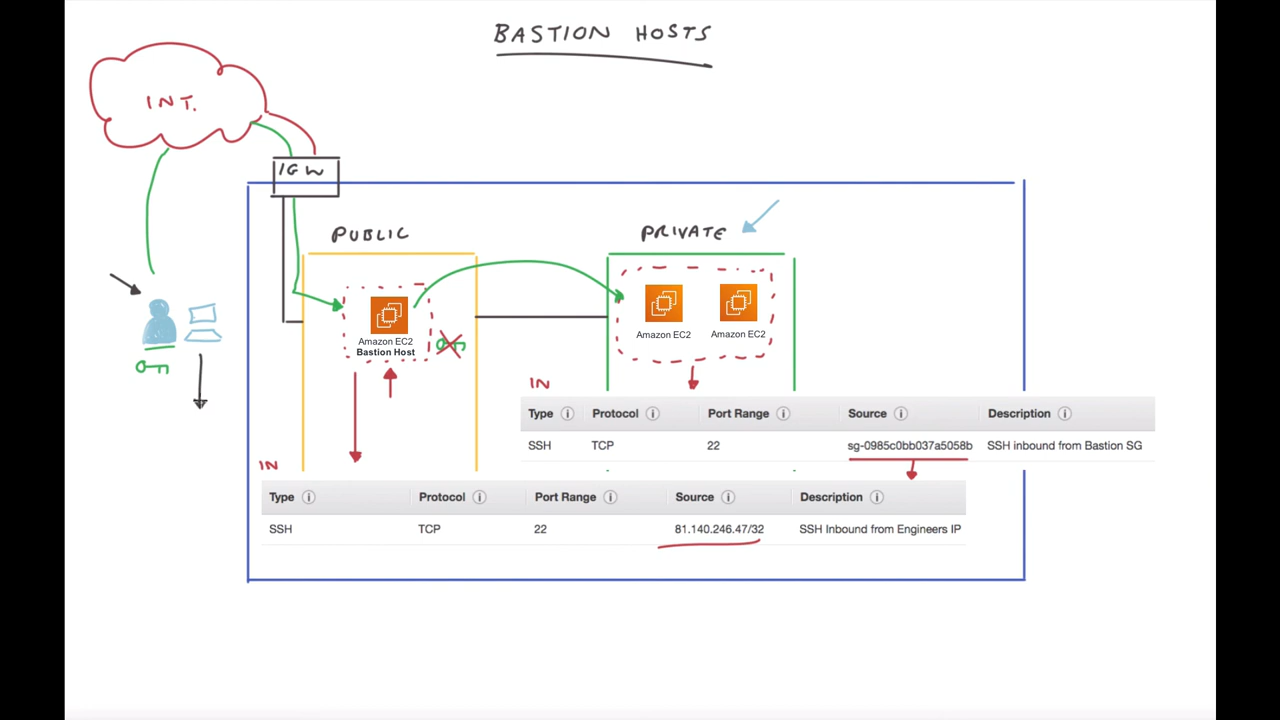 BASTION HOSTS
INT.
IGW
PUBLIC
PRIVATE
Amazon EC2
Bastion Host
Amazon EC2
Amazon EC2
IN
Type Protocol Port Range Source Description
SSH TCP 22 sg-0985c0bb037a5058b SSH inbound from Bastion SG
IN
Type Protocol Port Range Source Description
SSH TCP 22 81.140.246.47/32 SSH Inbound from Engineers IP